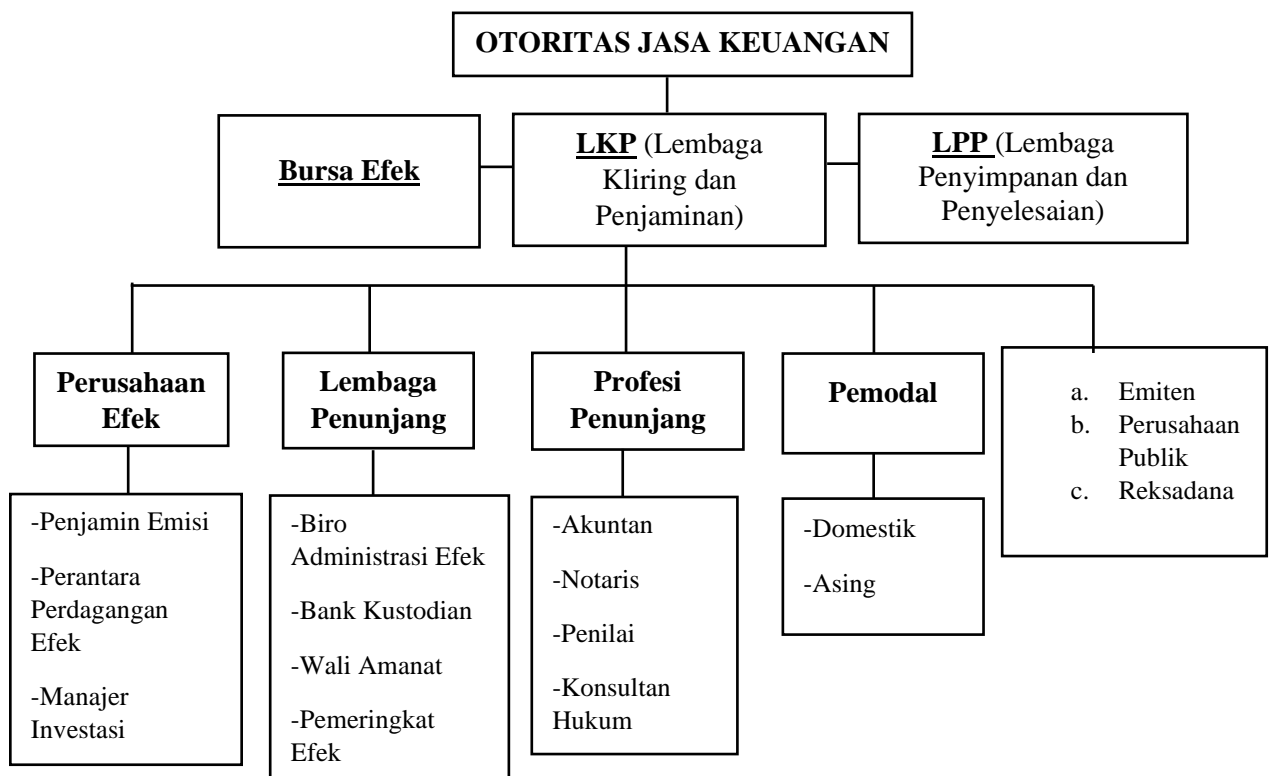 OTORITAS JASA KEUANGAN
Bursa Efek
LKP (Lembaga
Kliring dan
Penjaminan)
LPP (Lembaga
Penyimpanan dan
Penyelesaian)
Perusahaan
Efek
Lembaga
Penunjang
Profesi
Penunjang
Pemodal
a. Emiten
b. Perusahaan
Publik
c. Reksadana
-Penjamin Emisi
-Perantara
Perdagangan
Efek
-Manajer
Investasi
-Biro
Administrasi Efek
-Bank Kustodian
-Wali Amanat
-Pemeringkat
Efek
-Akuntan
-Notaris
-Penilai
-Konsultan
Hukum
-Domestik
-Asing